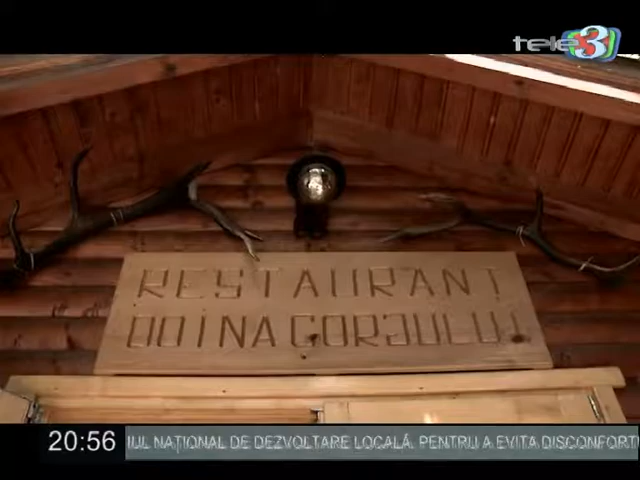 tele3
RESTAURANT
DOINA GORJULUI
20:56 IUL NAȚIONAL DE DEZVOLTARE LOCALĂ. PENTRU A EVITA DISCONFORT